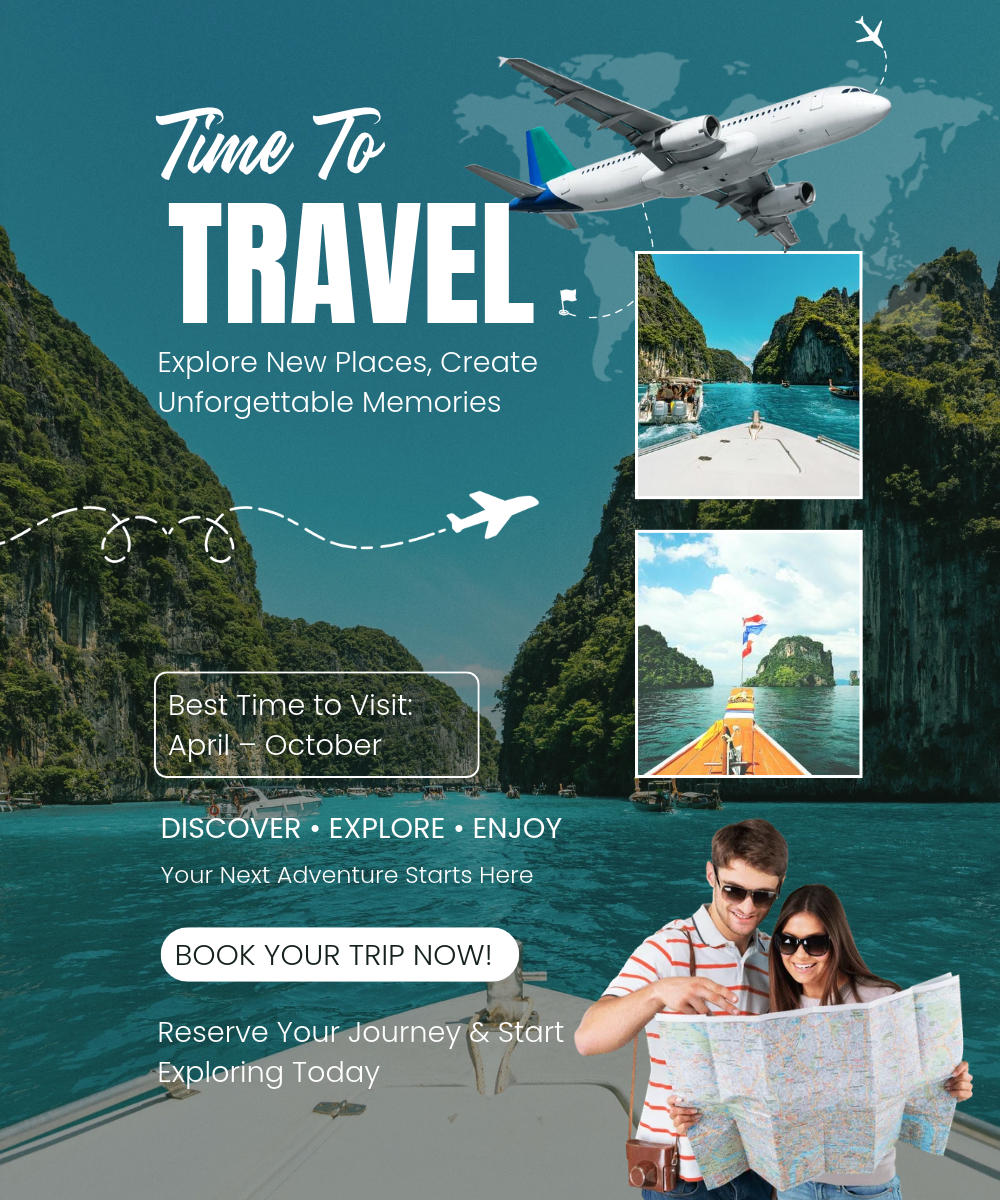 Time To
TRAVEL
Explore New Places, Create
Unforgettable Memories
Best Time to Visit:
April – October
DISCOVER • EXPLORE • ENJOY
Your Next Adventure Starts Here
BOOK YOUR TRIP NOW!
Reserve Your Journey & Start
Exploring Today